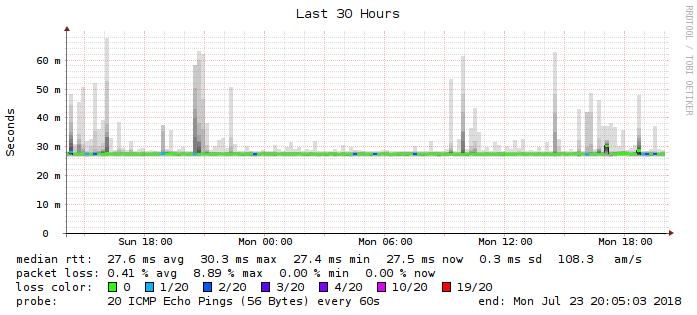 Last 30 Hours
RRDTOOL / TOBI OETIKER
Seconds
60 m
50 m
40 m
30 m
20 m
10 m
0
Sun 18:00 Mon 00:00 Mon 06:00 Mon 12:00 Mon 18:00
median rtt: 27.6 ms avg 30.3 ms max 27.4 ms min 27.5 ms now 0.3 ms sd 108.3 am/s
packet loss: 0.41 % avg 8.89 % max 0.00 % min 0.00 % now
loss color: 0 1/20 2/20 3/20 4/20 10/20 19/20
probe: 20 ICMP Echo Pings (56 Bytes) every 60s end: Mon Jul 23 20:05:03 2018